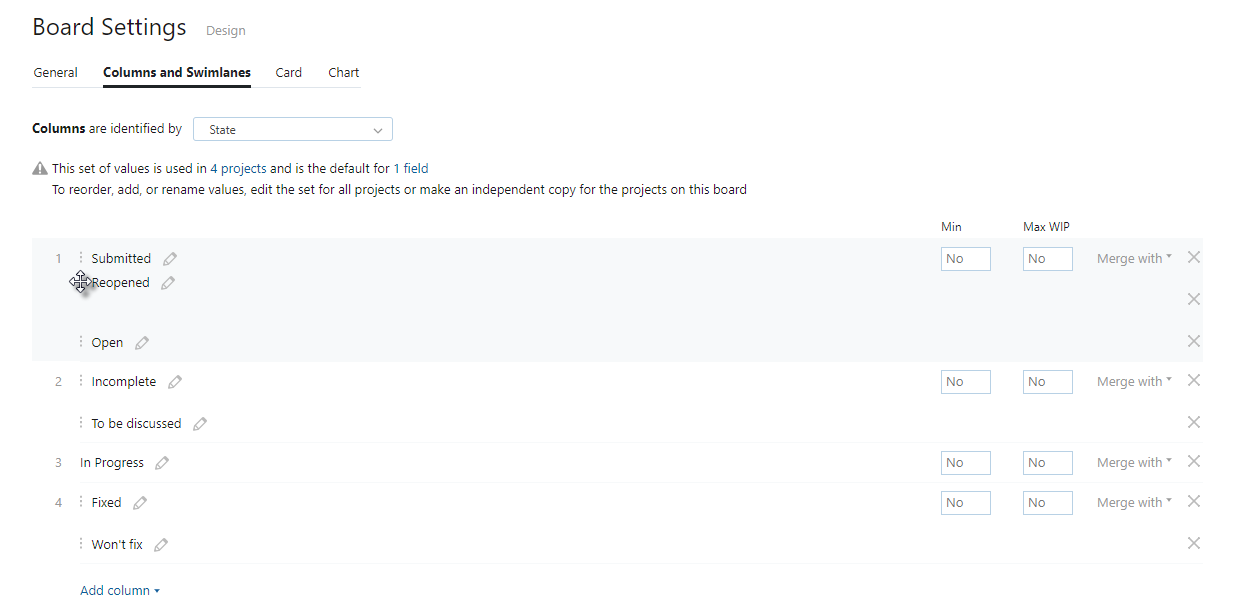 Board Settings Design
General Columns and Swimlanes Card Chart
Columns are identified by State
This set of values is used in 4 projects and is the default for 1 field
To reorder, add, or rename values, edit the set for all projects or make an independent copy for the projects on this board
Min Max WIP
1 Submitted No No Merge with
Reopened
Open
2 Incomplete No No Merge with
To be discussed
3 In Progress No No Merge with
4 Fixed No No Merge with
Won't fix
Add column